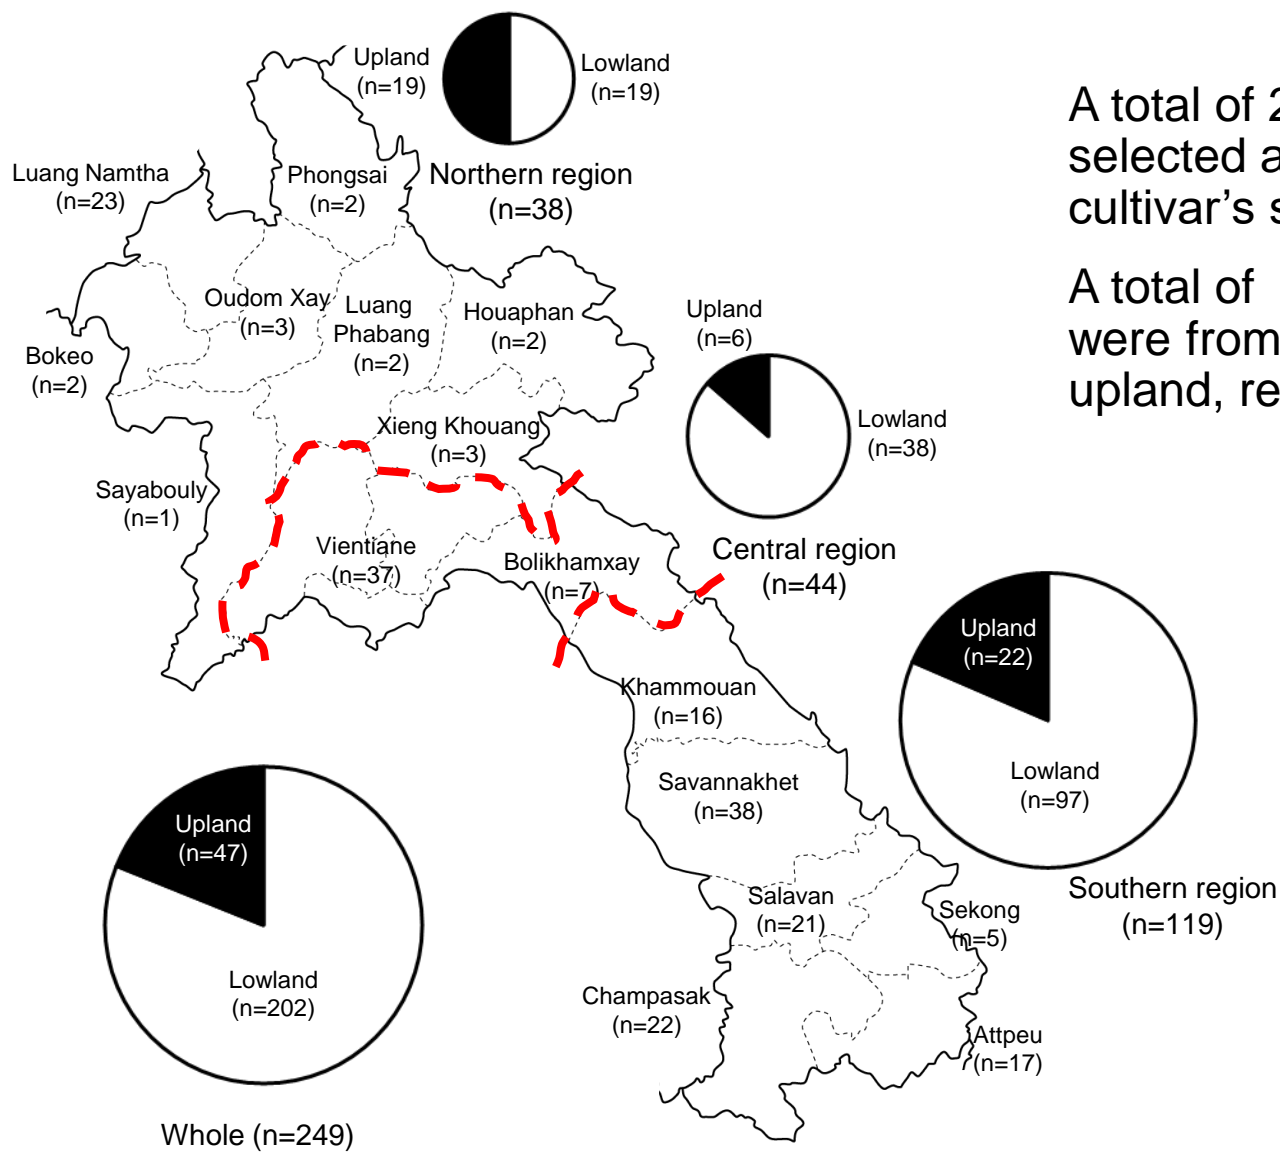 Upland
(n=19)
Lowland
(n=19)
Northern region
(n=38)
Luang Namtha
(n=23)
Phongsai
(n=2)
Oudom Xay
(n=3)
Luang
Phabang
(n=2)
Houaphan
(n=2)
Bokeo
(n=2)
Xieng Khouang
(n=3)
Sayabouly
(n=1)
Vientiane
(n=37)
Bolikhamxay
(n=7)
Upland
(n=6)
Lowland
(n=38)
Central region
(n=44)
Khammouan
(n=16)
Savannakhet
(n=38)
Salavan
(n=21)
Sekong
(n=5)
Champasak
(n=22)
Attpeu
(n=17)
Upland
(n=22)
Lowland
(n=97)
Southern region
(n=119)
Upland
(n=47)
Lowland
(n=202)
Whole (n=249)
A total of 2
selected a
cultivar’s s
A total of
were from
upland, re